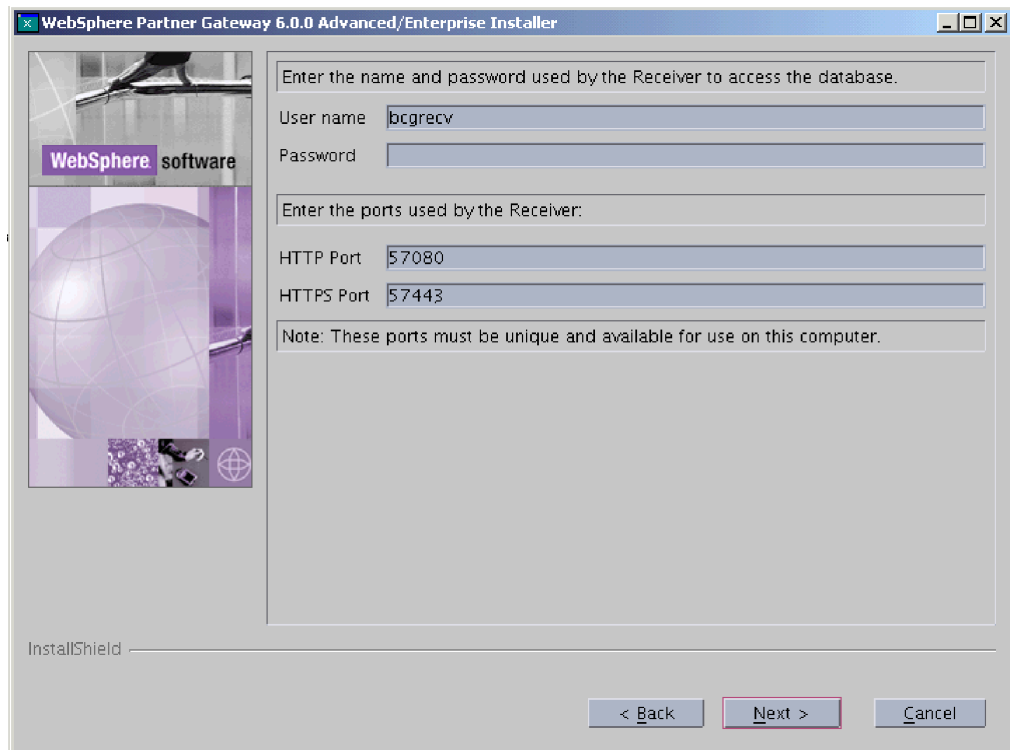 WebSphere Partner Gateway 6.0.0 Advanced/Enterprise Installer
WebSphere software
Enter the name and password used by the Receiver to access the database.
User name bcgrecv
Password
Enter the ports used by the Receiver:
HTTP Port 57080
HTTPS Port 57443
Note: These ports must be unique and available for use on this computer.
InstallShield
< Back Next > Cancel